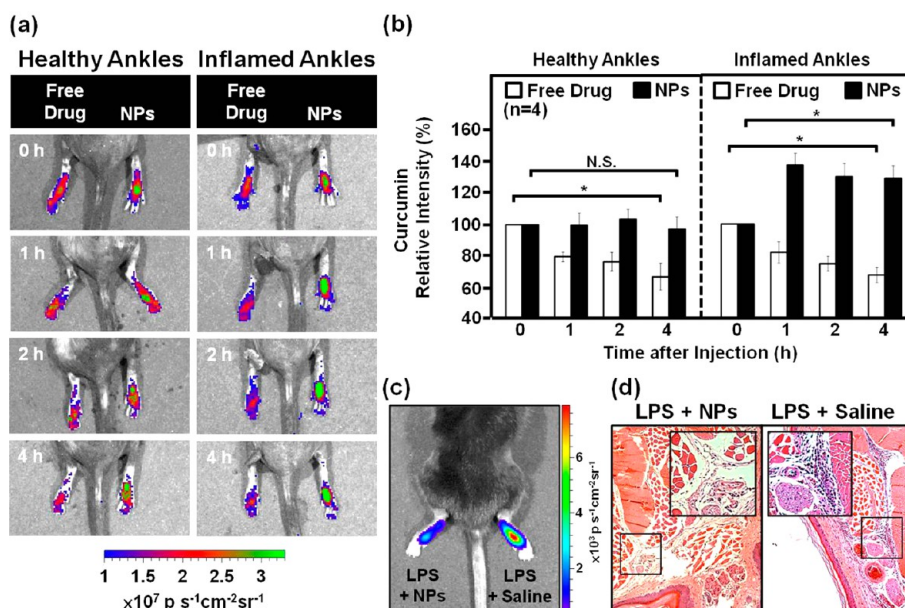 (a)
Healthy Ankles
Inflamed Ankles
Free
Drug
NPs
Free
Drug
NPs
0 h
0 h
1 h
1 h
2 h
2 h
4 h
4 h
1 1.5 2 2.5 3
x10⁷ p s⁻¹cm⁻²sr⁻¹
(b)
Healthy Ankles
Inflamed Ankles
Free Drug
NPs
(n=4)
Free Drug
NPs
Curcumin
Relative Intensity (%)
160
140
120
100
80
60
40
N.S.
*
*
*
0 1 2 4 0 1 2 4
Time after Injection (h)
(c)
LPS
+ NPs
LPS
+ Saline
6
4
2
x10³ p s⁻¹cm⁻²sr⁻¹
(d)
LPS + NPs
LPS + Saline